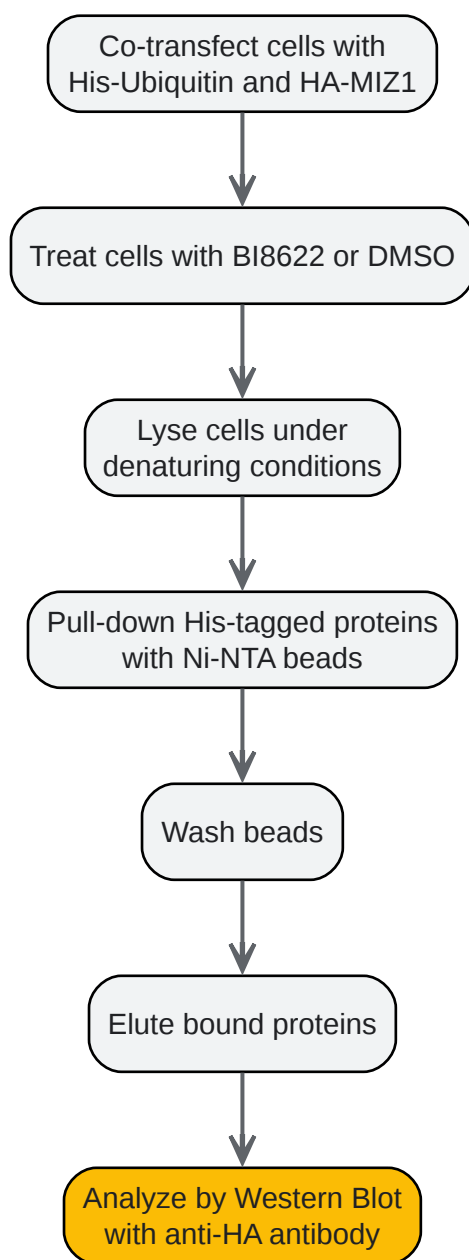 Co-transfect cells with
His-Ubiquitin and HA-MIZ1
Treat cells with BI8622 or DMSO
Lyse cells under
denaturing conditions
Pull-down His-tagged proteins
with Ni-NTA beads
Wash beads
Elute bound proteins
Analyze by Western Blot
with anti-HA antibody